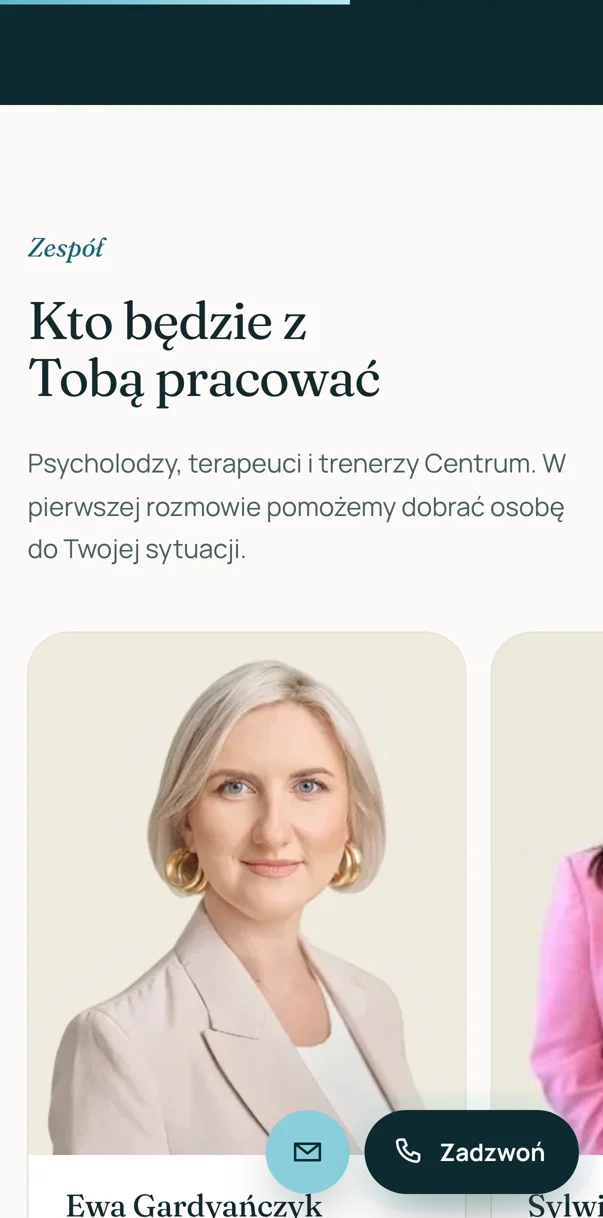 Zespół
Kto będzie z
Tobą pracować
Psycholodzy, terapeuci i trenerzy Centrum. W
pierwszej rozmowie pomożemy dobrać osobę
do Twojej sytuacji.
Zadzwoń
Ewa Gardyańczyk